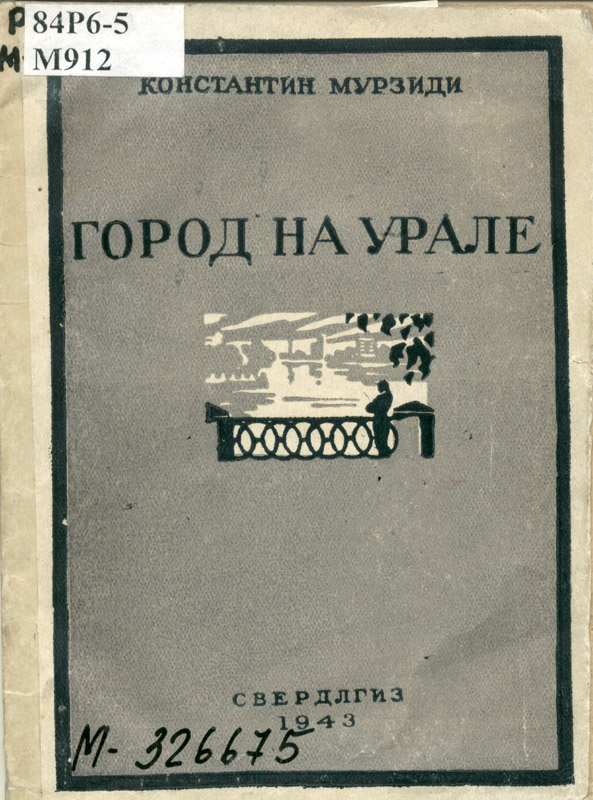 Р 84Р6-5
М М912
КОНСТАНТИН МУРЗИДИ
ГОРОД НА УРАЛЕ
СВЕРДЛГИЗ
1943
М- 326675